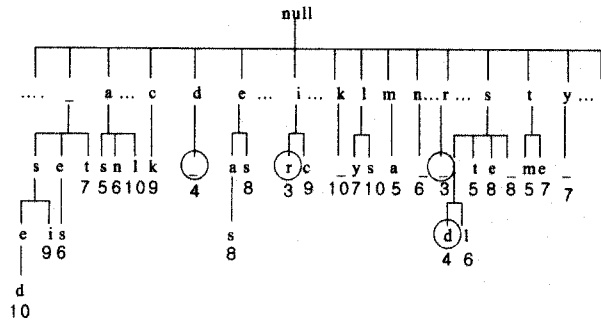 null
.... _ a ... c d e ... i ... k l m n ... r ... s t y ...
s e t s n l k _ a s r c _ y s a _ _ t e _ m e _
7 5 6 10 9 4 8 3 9 10 7 10 5 6 3 5 8 8 5 7 7
e i s s d l
9 6 8 4 6
d
10